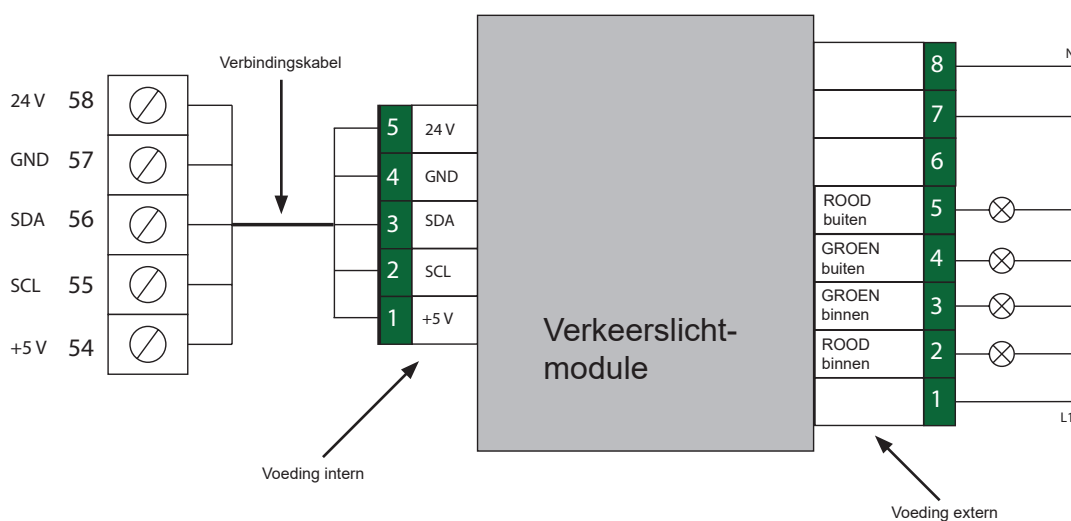 Verbindingskabel
24 V 58
GND 57
SDA 56
SCL 55
+5 V 54
5 24 V
4 GND
3 SDA
2 SCL
1 +5 V
Verkeerslicht-
module
8 N
7
6
ROOD
buiten 5
GROEN
buiten 4
GROEN
binnen 3
ROOD
binnen 2
1 L1
Voeding intern
Voeding extern